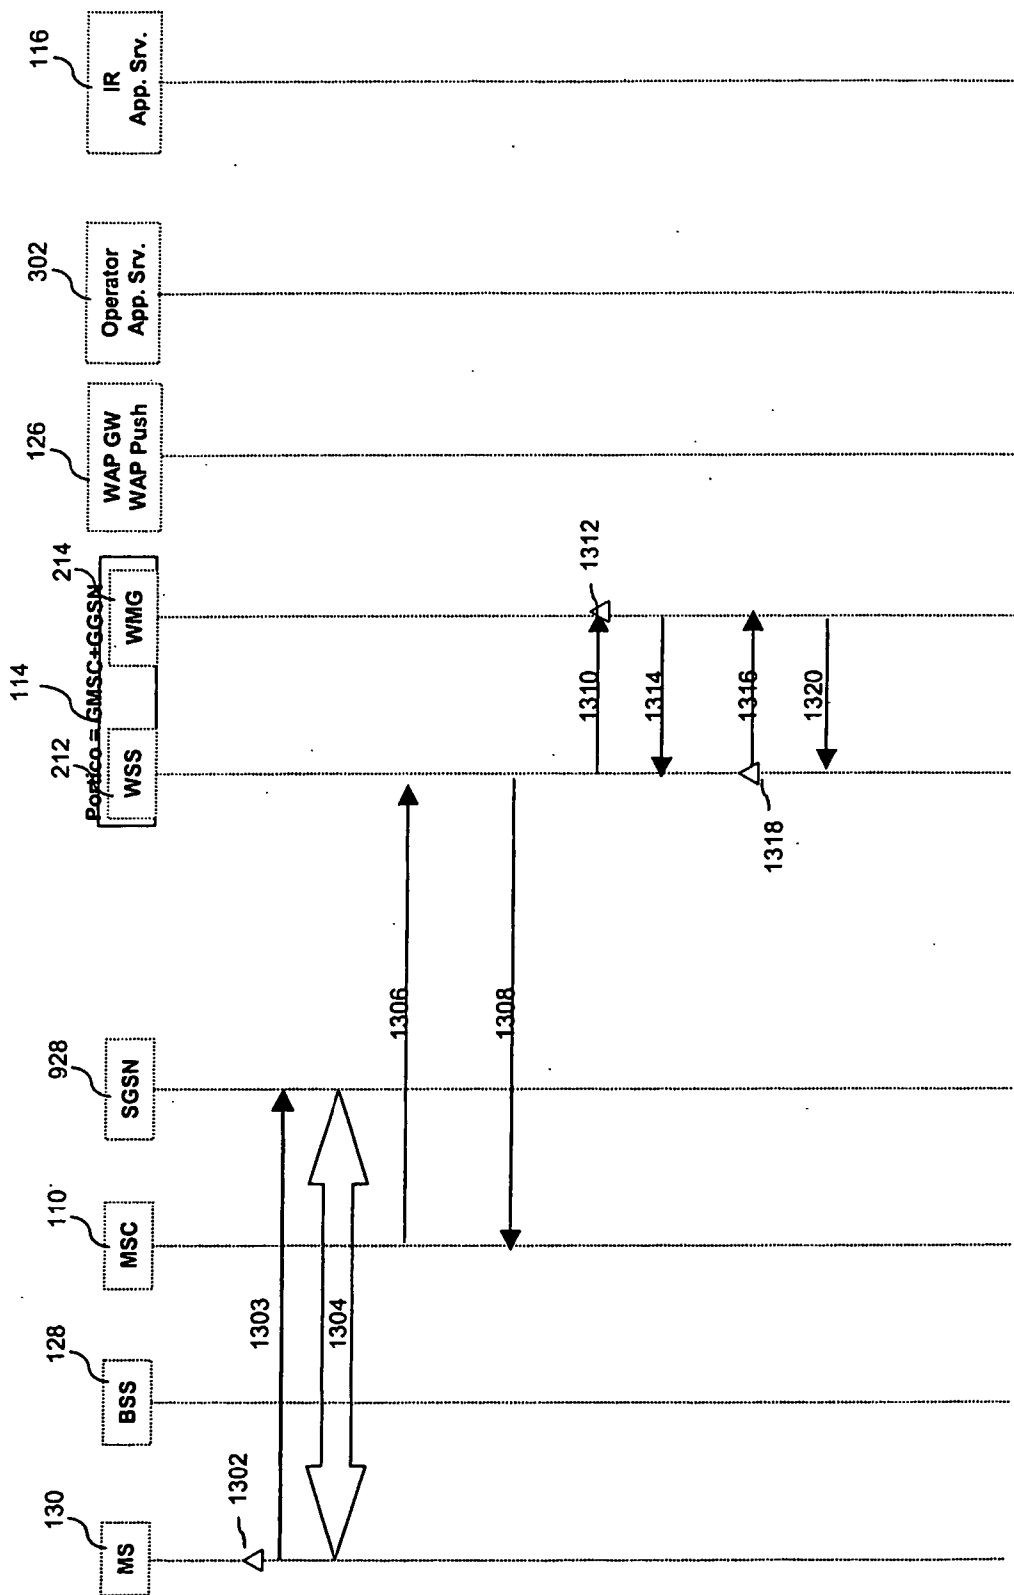 130
MS
128
BSS
110
MSC
928
SGSN
114
Portico = GMSC+GGSN
212
WSS
214
WMG
126
WAP GW
WAP Push
302
Operator
App. Srv.
116
IR
App. Srv.
1302
1303
1304
1306
1308
1310
1312
1314
1316
1318
1320